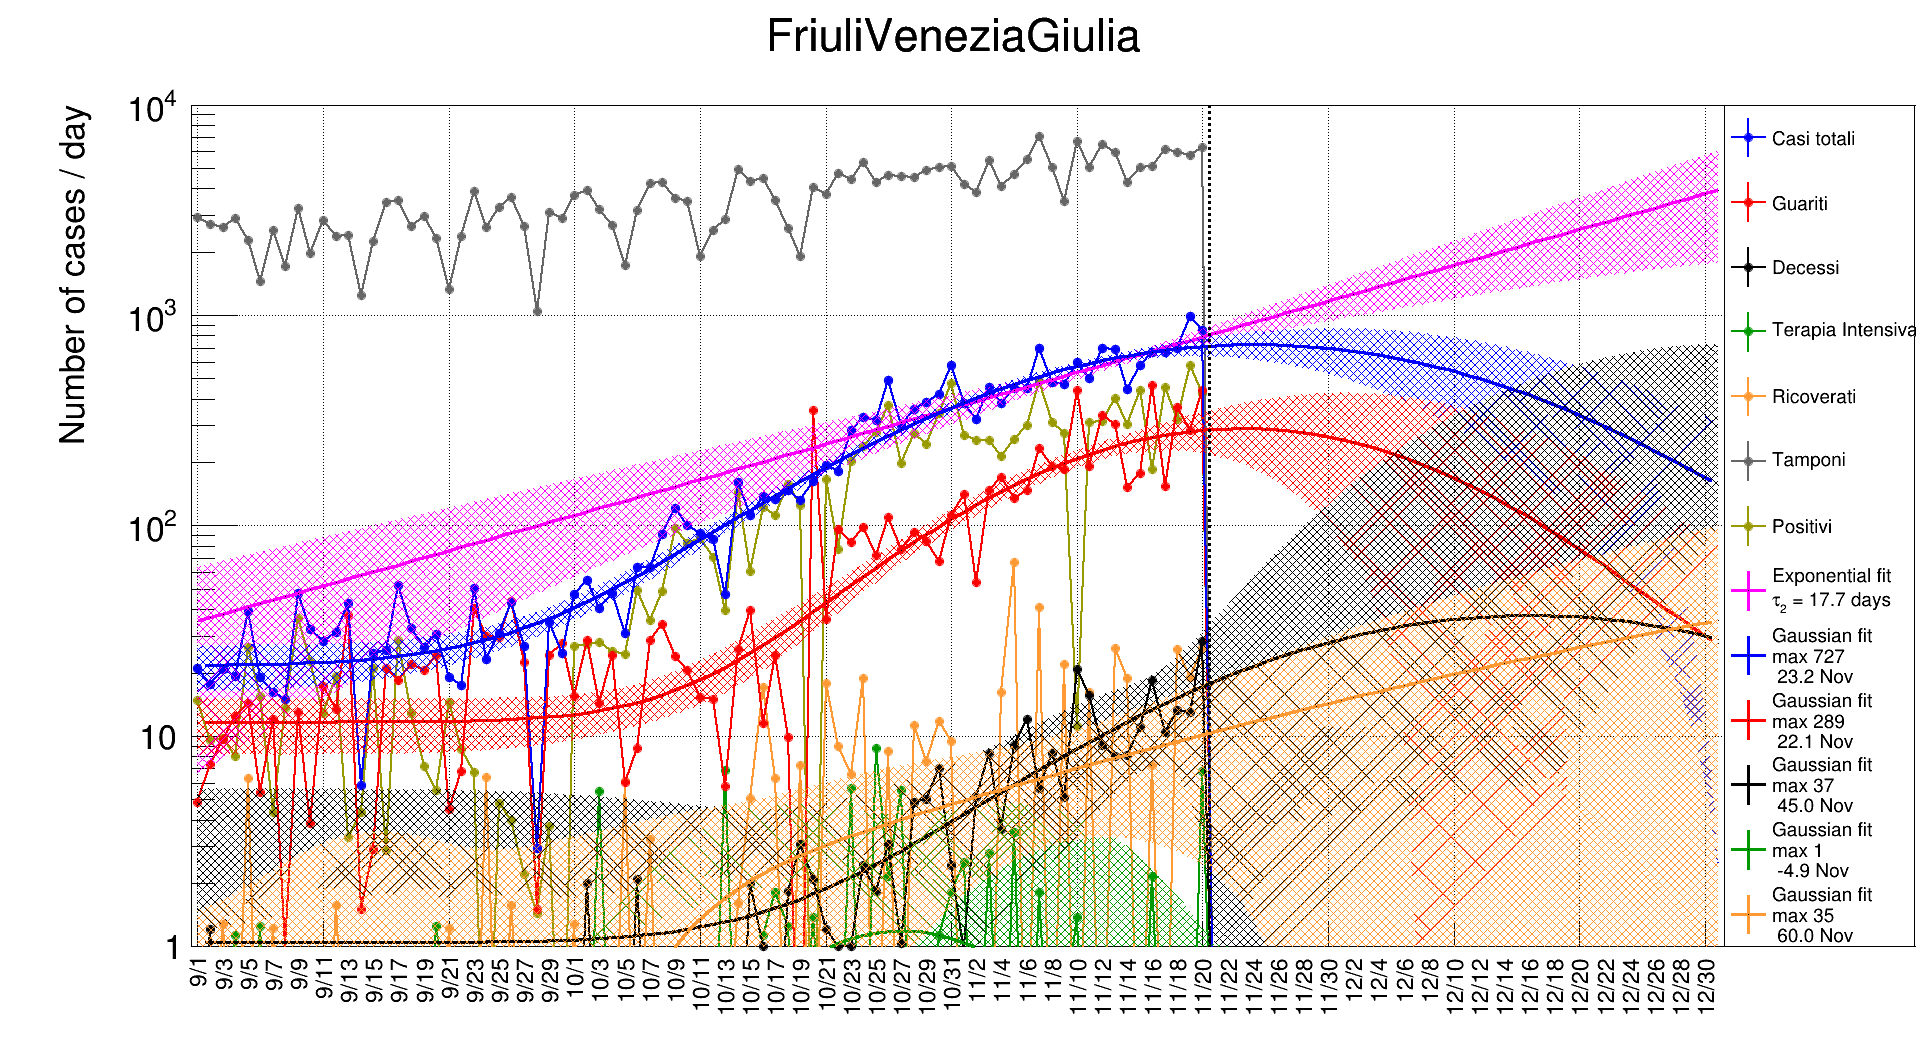 FriuliVeneziaGiulia
Number of cases / day
10^4
10^3
10^2
10
1
9/1
9/3
9/5
9/7
9/9
9/11
9/13
9/15
9/17
9/19
9/21
9/23
9/25
9/27
9/29
10/1
10/3
10/5
10/7
10/9
10/11
10/13
10/15
10/17
10/19
10/21
10/23
10/25
10/27
10/29
10/31
11/2
11/4
11/6
11/8
11/10
11/12
11/14
11/16
11/18
11/20
11/22
11/24
11/26
11/28
11/30
12/2
12/4
12/6
12/8
12/10
12/12
12/14
12/16
12/18
12/20
12/22
12/24
12/26
12/28
12/30
Casi totali
Guariti
Decessi
Terapia Intensiva
Ricoverati
Tamponi
Positivi
Exponential fit
τ₂ = 17.7 days
Gaussian fit
max 727
23.2 Nov
Gaussian fit
max 289
22.1 Nov
Gaussian fit
max 37
45.0 Nov
Gaussian fit
max 1
-4.9 Nov
Gaussian fit
max 35
60.0 Nov